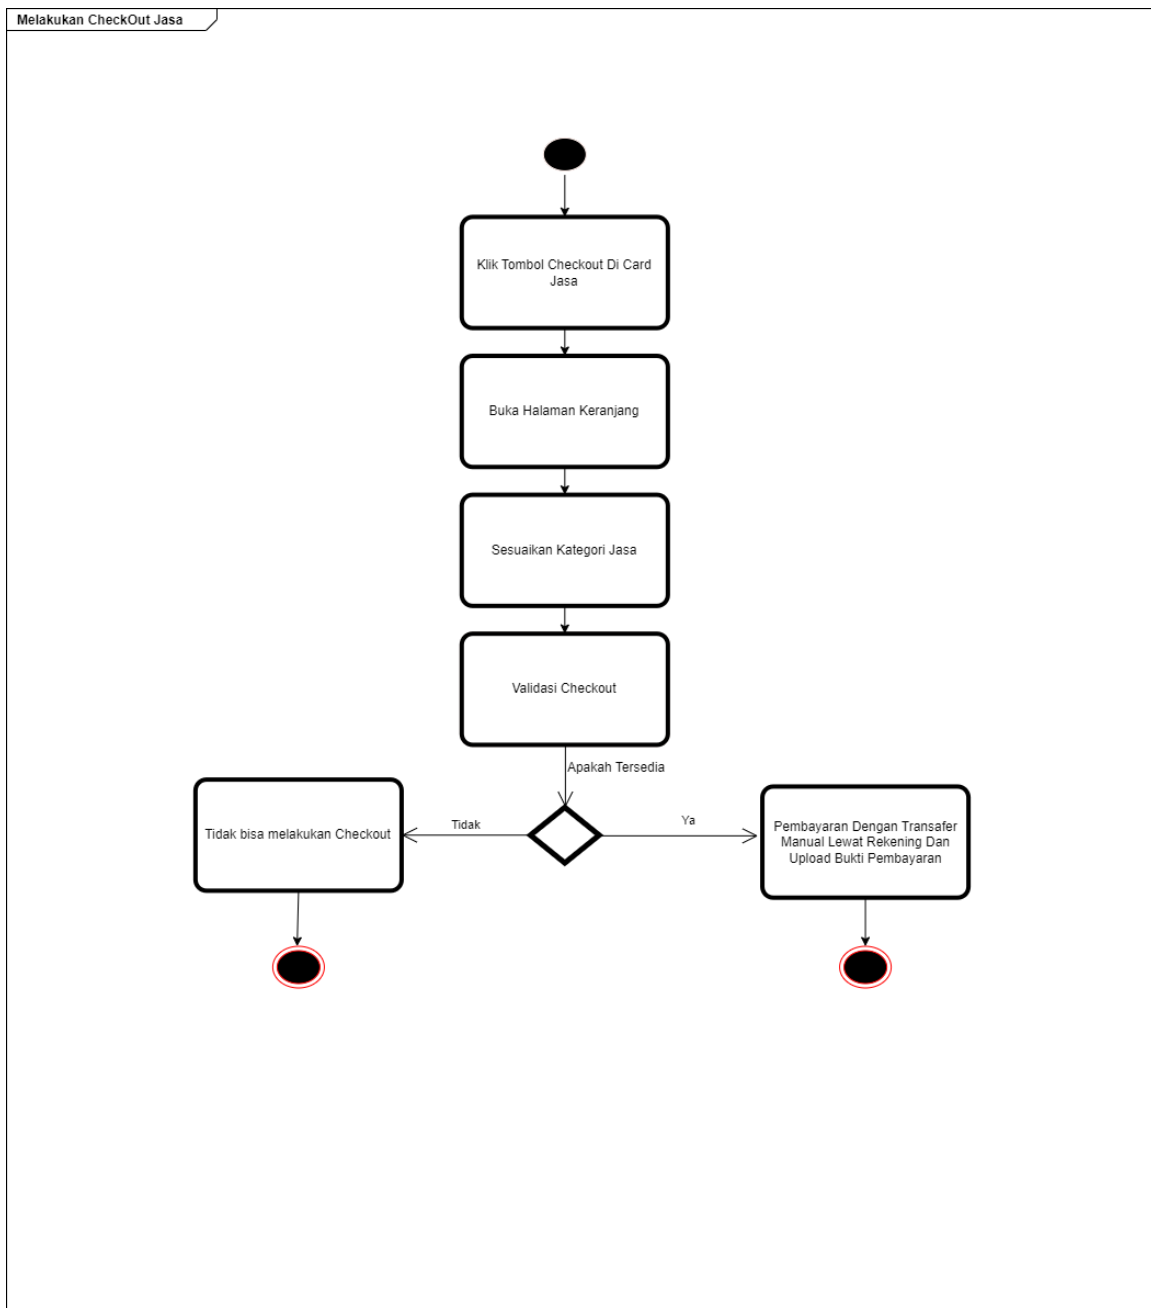 Melakukan CheckOut Jasa
Klik Tombol Checkout Di Card
Jasa
Buka Halaman Keranjang
Sesuaikan Kategori Jasa
Validasi Checkout
Apakah Tersedia
Tidak bisa melakukan Checkout
Tidak
Ya
Pembayaran Dengan Transafer
Manual Lewat Rekening Dan
Upload Bukti Pembayaran